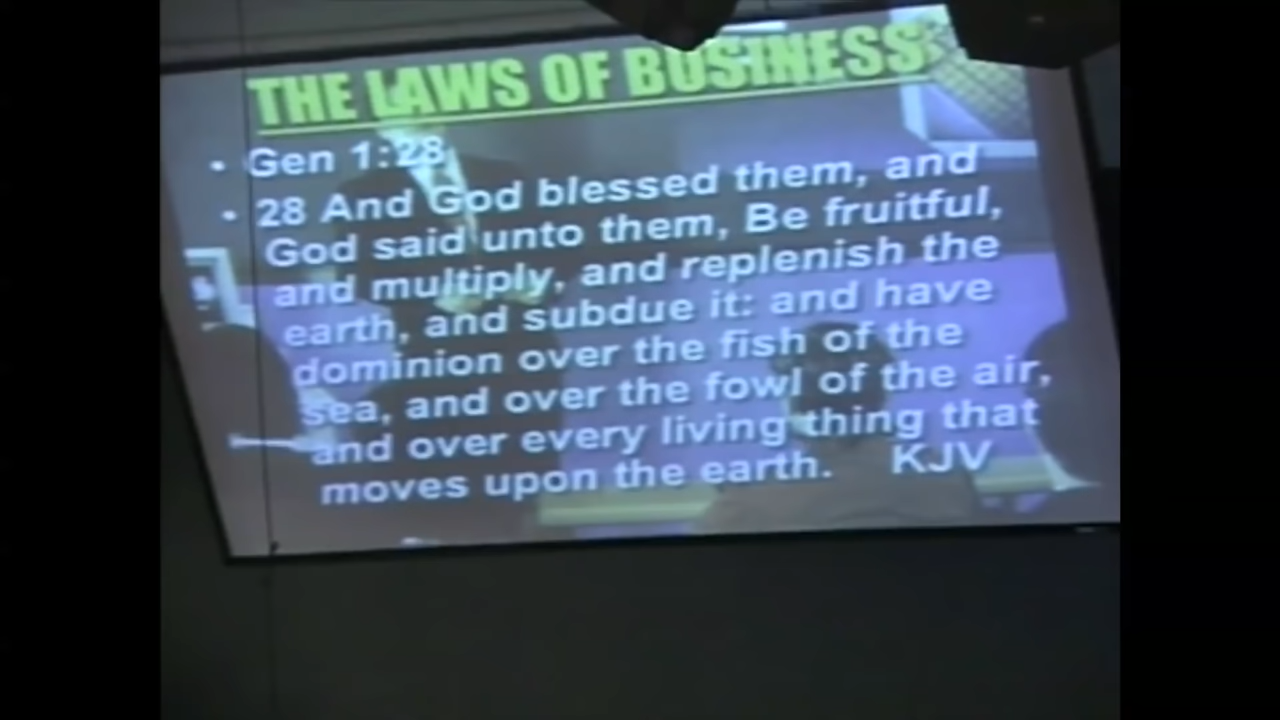 THE LAWS OF BUSINESS
• Gen 1:28
• 28 And God blessed them, and
God said unto them, Be fruitful,
and multiply, and replenish the
earth, and subdue it: and have
dominion over the fish of the
sea, and over the fowl of the air,
and over every living thing that
moves upon the earth. KJV